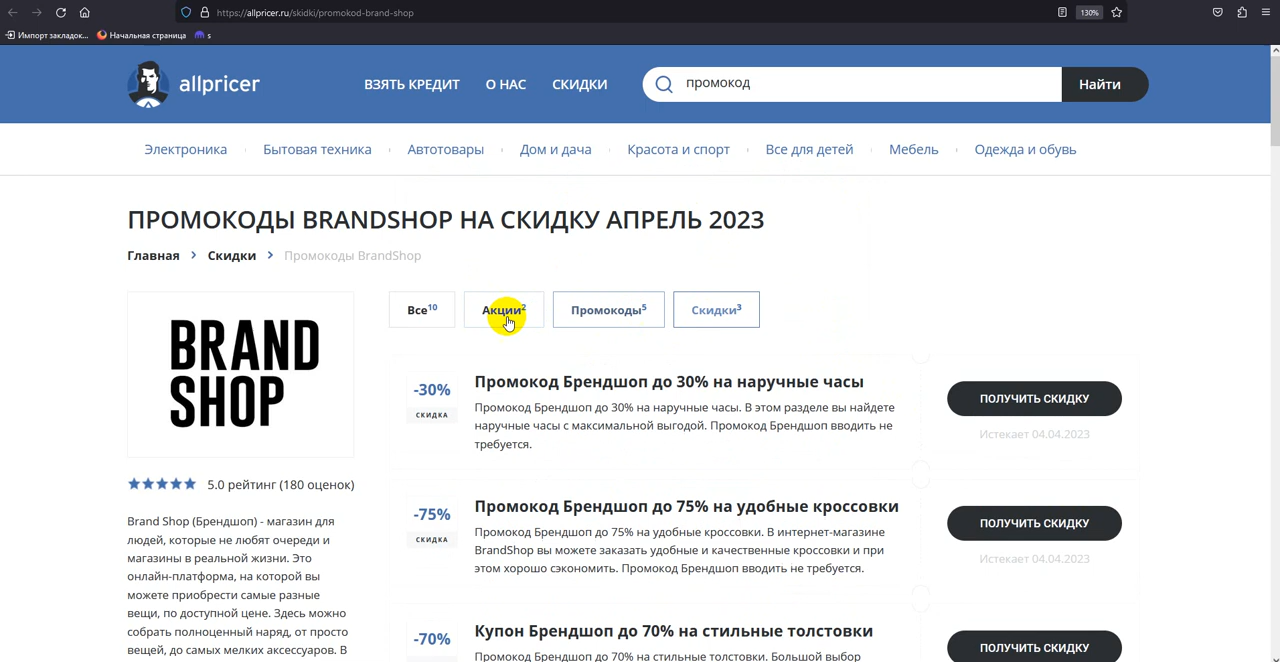 https://allpricer.ru/skidki/promokod-brand-shop
130%
Импорт закладок...
Начальная страница
s
allpricer
ВЗЯТЬ КРЕДИТ
О НАС
СКИДКИ
промокод
Найти
Электроника
Бытовая техника
Автотовары
Дом и дача
Красота и спорт
Все для детей
Мебель
Одежда и обувь
ПРОМОКОДЫ BRANDSHOP НА СКИДКУ АПРЕЛЬ 2023
Главная > Скидки > Промокоды BrandShop
BRAND
SHOP
5.0 рейтинг (180 оценок)
Brand Shop (Брендшоп) - магазин для
людей, которые не любят очереди и
магазины в реальной жизни. Это
онлайн-платформа, на которой вы
можете приобрести самые разные
вещи, по доступной цене. Здесь можно
собрать полноценный наряд, от просто
вещей, до самых мелких аксессуаров. В
Все10
Акции2
Промокоды5
Скидки3
-30%
СКИДКА
Промокод Брендшоп до 30% на наручные часы
Промокод Брендшоп до 30% на наручные часы. В этом разделе вы найдете
наручные часы с максимальной выгодой. Промокод Брендшоп вводить не
требуется.
ПОЛУЧИТЬ СКИДКУ
Истекает 04.04.2023
-75%
СКИДКА
Промокод Брендшоп до 75% на удобные кроссовки
Промокод Брендшоп до 75% на удобные кроссовки. В интернет-магазине
BrandShop вы можете заказать удобные и качественные кроссовки и при
этом хорошо сэкономить. Промокод Брендшоп вводить не требуется.
ПОЛУЧИТЬ СКИДКУ
Истекает 04.04.2023
-70%
Купон Брендшоп до 70% на стильные толстовки
Промокод Брендшоп до 70% на стильные толстовки. Большой выбор
ПОЛУЧИТЬ СКИДКУ